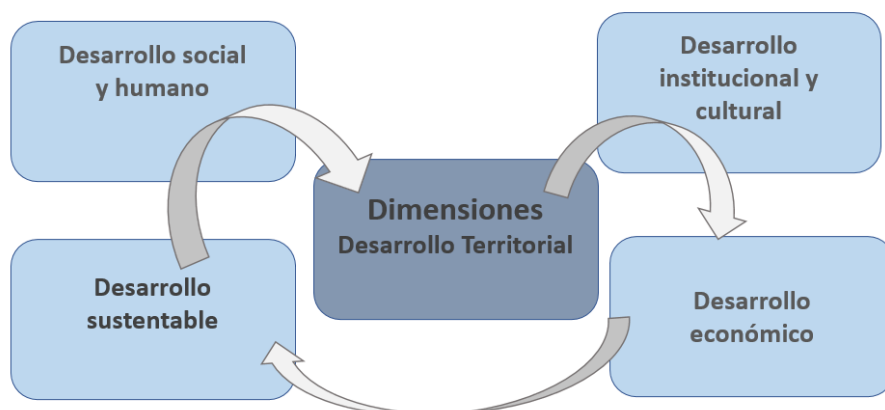 Desarrollo social
y humano
Desarrollo
institucional y
cultural
Dimensiones
Desarrollo Territorial
Desarrollo
sustentable
Desarrollo
económico